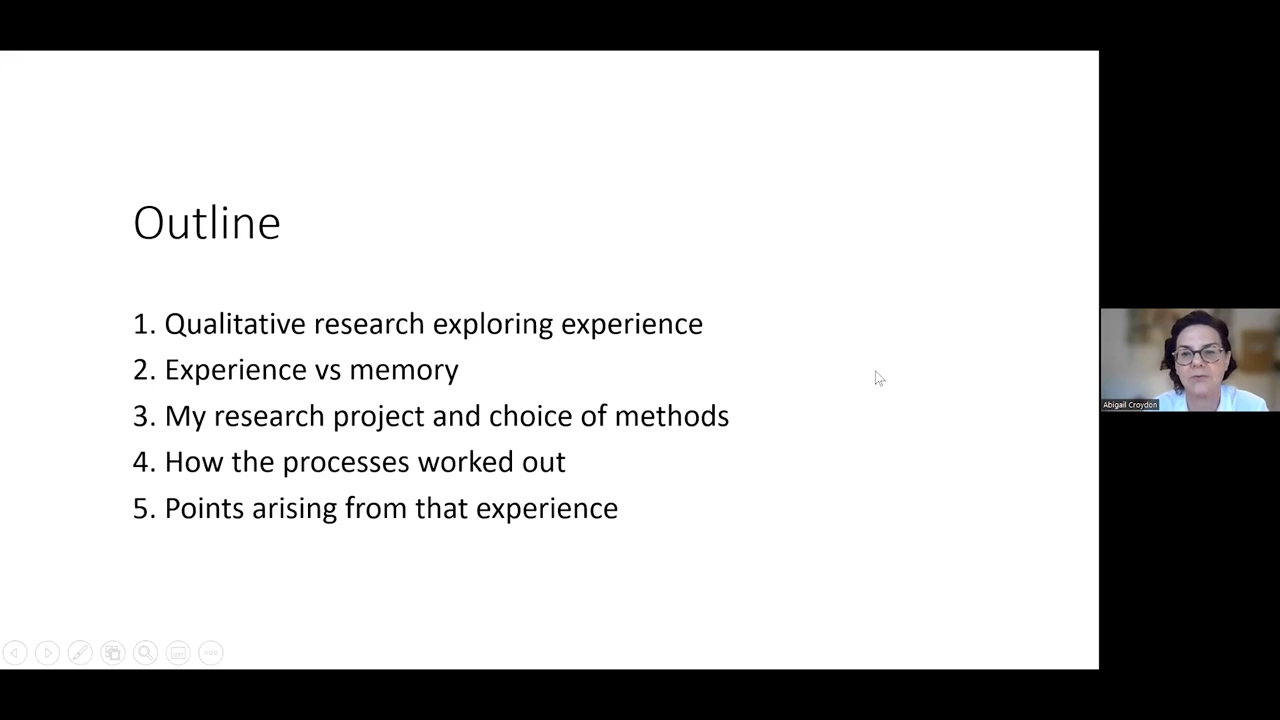 Outline
1. Qualitative research exploring experience
2. Experience vs memory
3. My research project and choice of methods
4. How the processes worked out
5. Points arising from that experience
Abigail Croydon